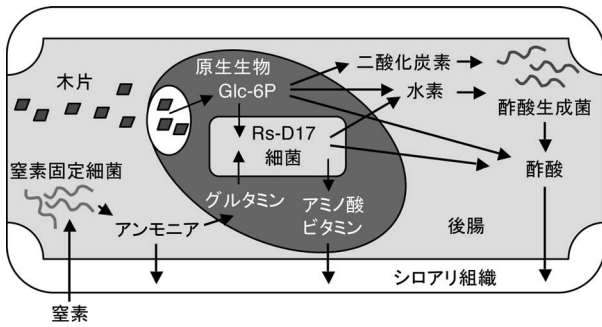 木片
原生生物
Glc-6P
二酸化炭素
水素
酢酸生成菌
Rs-D17
細菌
酢酸
窒素固定細菌
グルタミン
アミノ酸
ビタミン
アンモニア
後腸
シロアリ組織
窒素